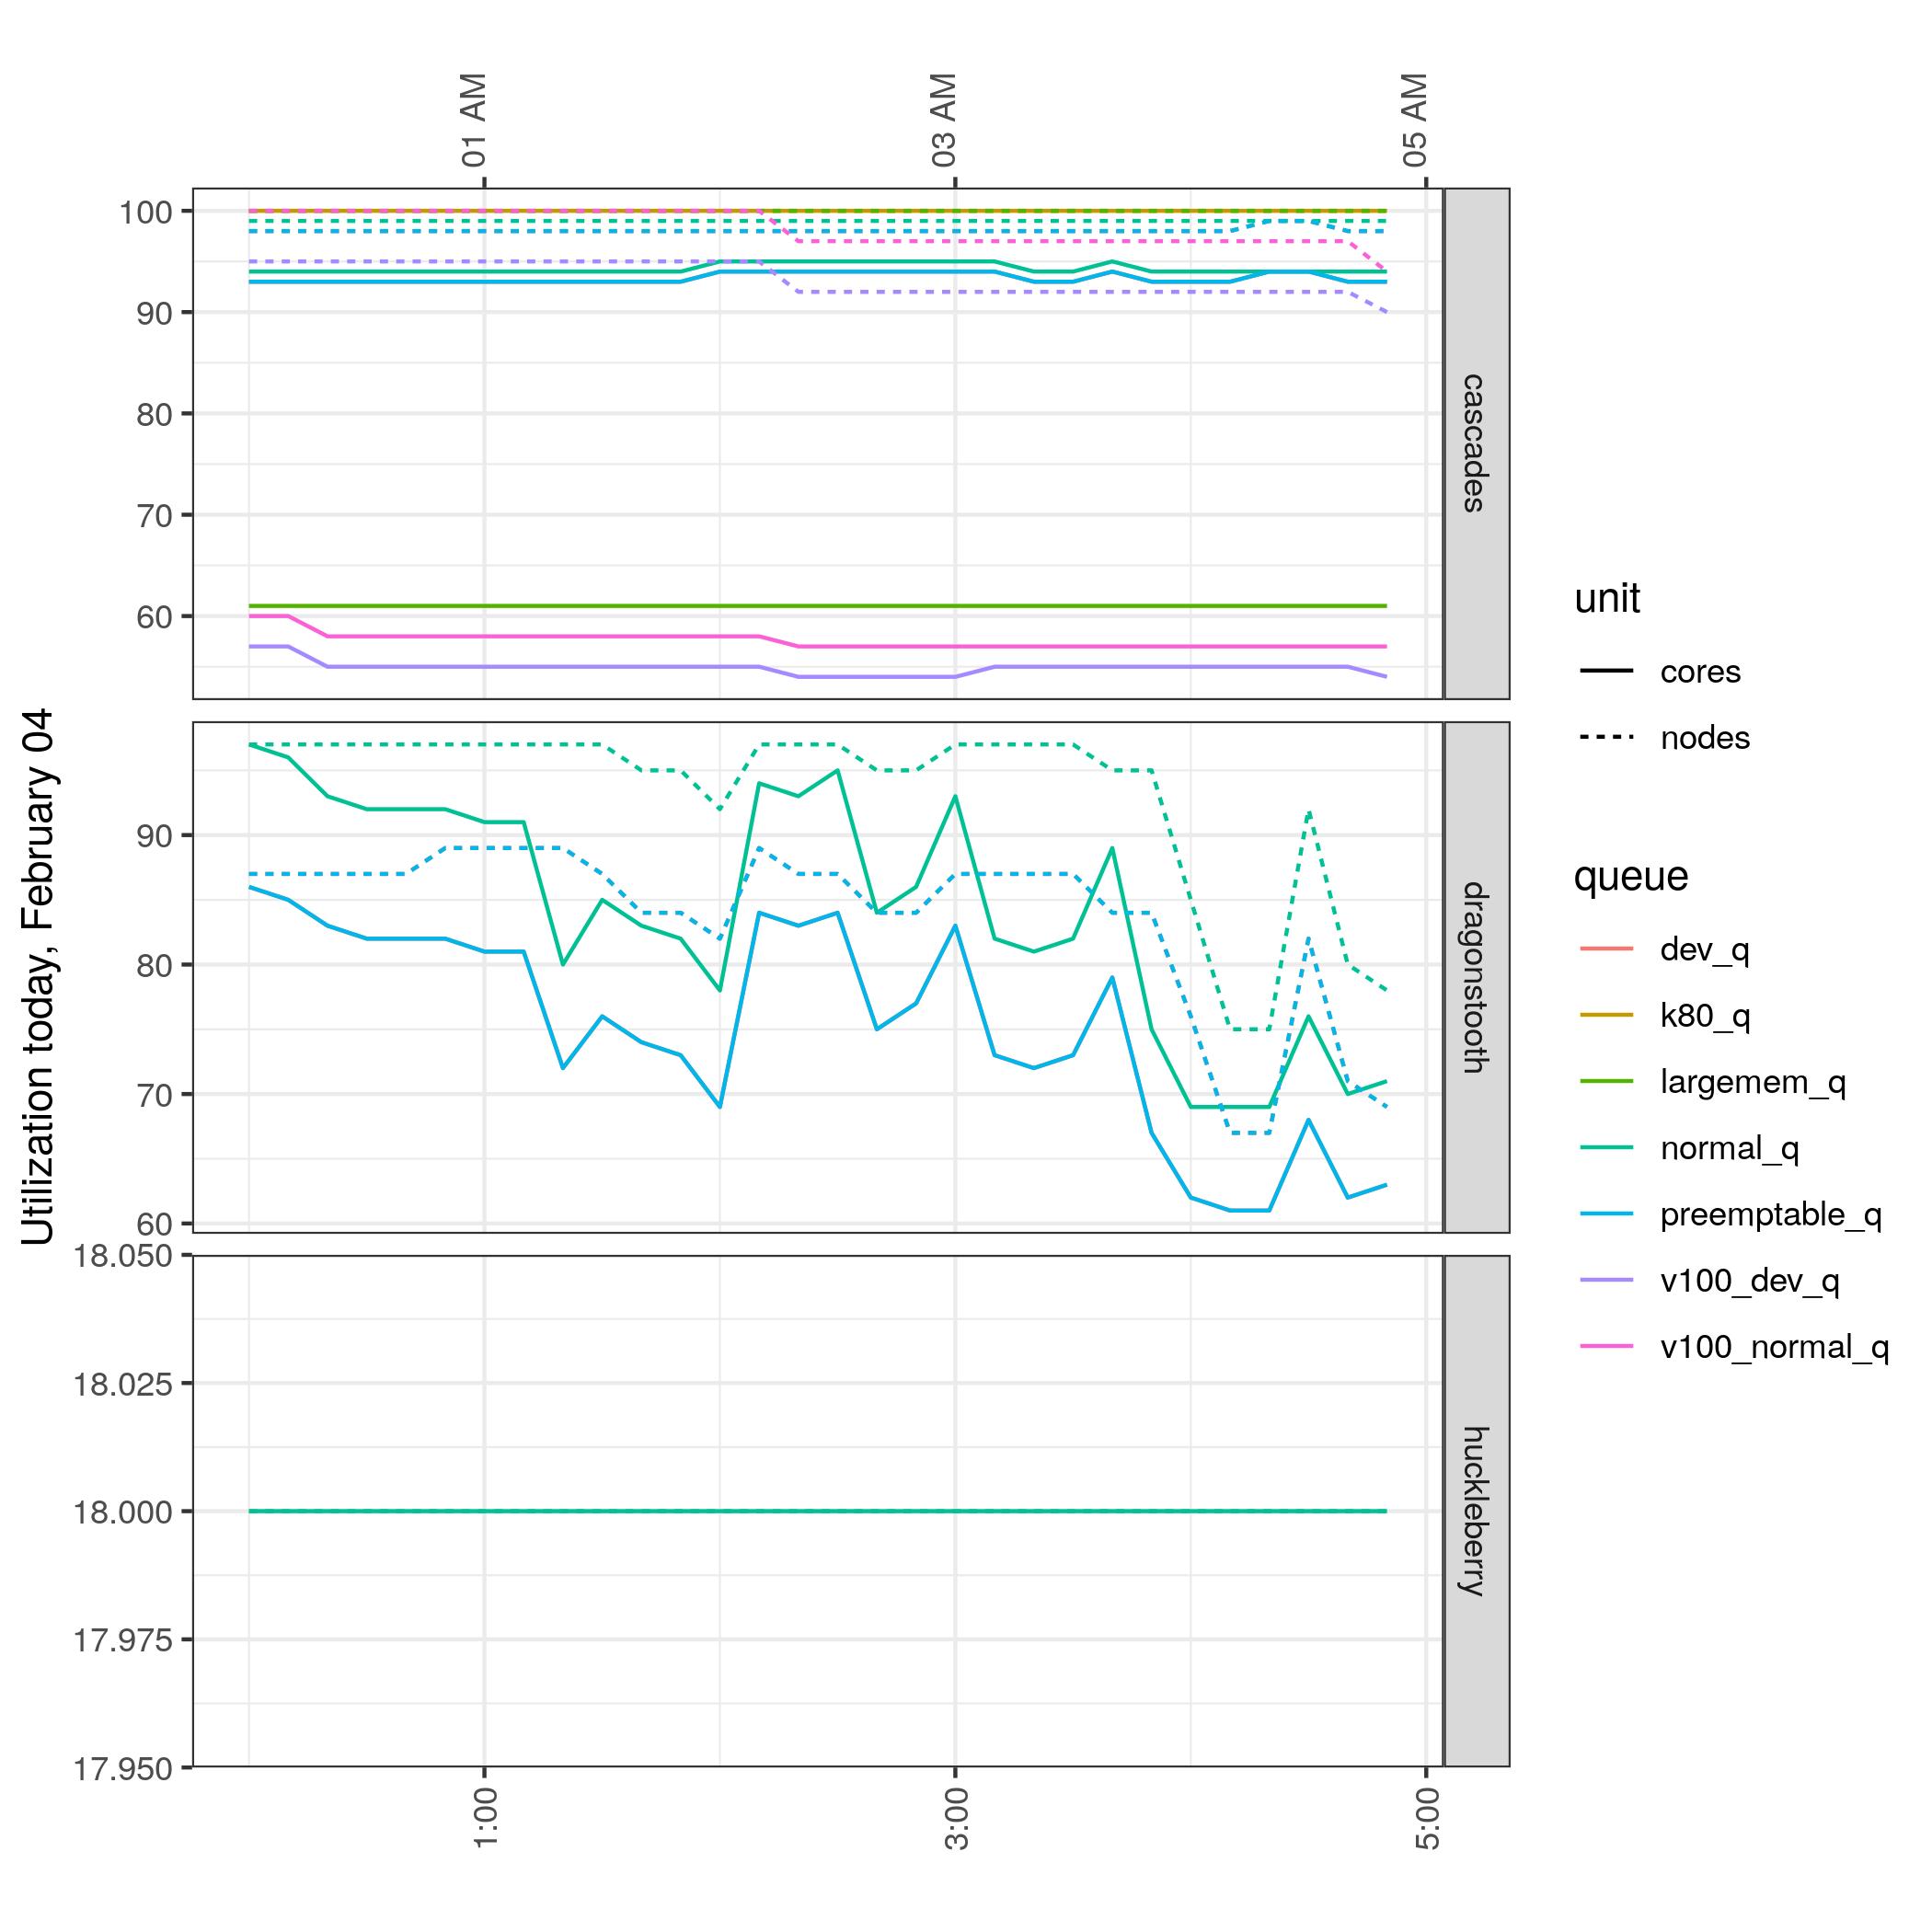 01 AM
03 AM
05 AM
100
90
80
70
60
cascades
90
80
70
60
dragonstooth
18.050
18.025
18.000
17.975
17.950
huckleberry
1:00
3:00
5:00
Utilization today, February 04
unit
cores
nodes
queue
dev_q
k80_q
largemem_q
normal_q
preemptable_q
v100_dev_q
v100_normal_q